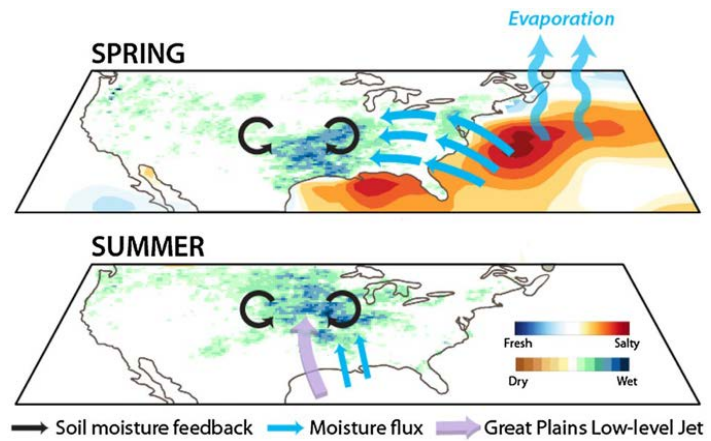 Evaporation
SPRING
SUMMER
Fresh Salty
Dry Wet
Soil moisture feedback Moisture flux Great Plains Low-level Jet